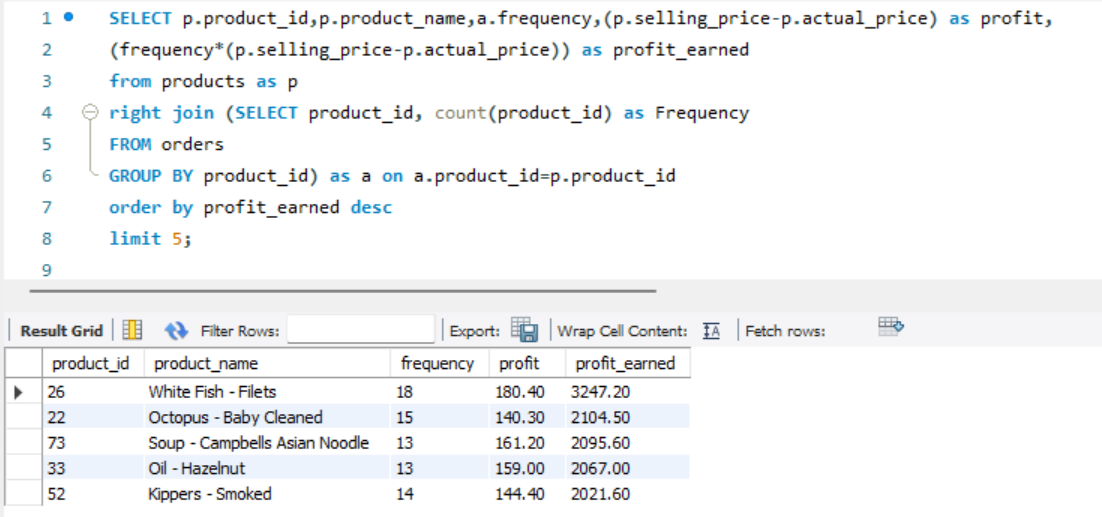 1 SELECT p.product_id,p.product_name,a.frequency,(p.selling_price-p.actual_price) as profit,
2 (frequency*(p.selling_price-p.actual_price)) as profit_earned
3 from products as p
4 right join (SELECT product_id, count(product_id) as Frequency
5 FROM orders
6 GROUP BY product_id) as a on a.product_id=p.product_id
7 order by profit_earned desc
8 limit 5;
9
Result Grid Filter Rows: Export: Wrap Cell Content: IA Fetch rows:
product_id product_name frequency profit profit_earned
26 White Fish - Filets 18 180.40 3247.20
22 Octopus - Baby Cleaned 15 140.30 2104.50
73 Soup - Campbells Asian Noodle 13 161.20 2095.60
33 Oil - Hazelnut 13 159.00 2067.00
52 Kippers - Smoked 14 144.40 2021.60